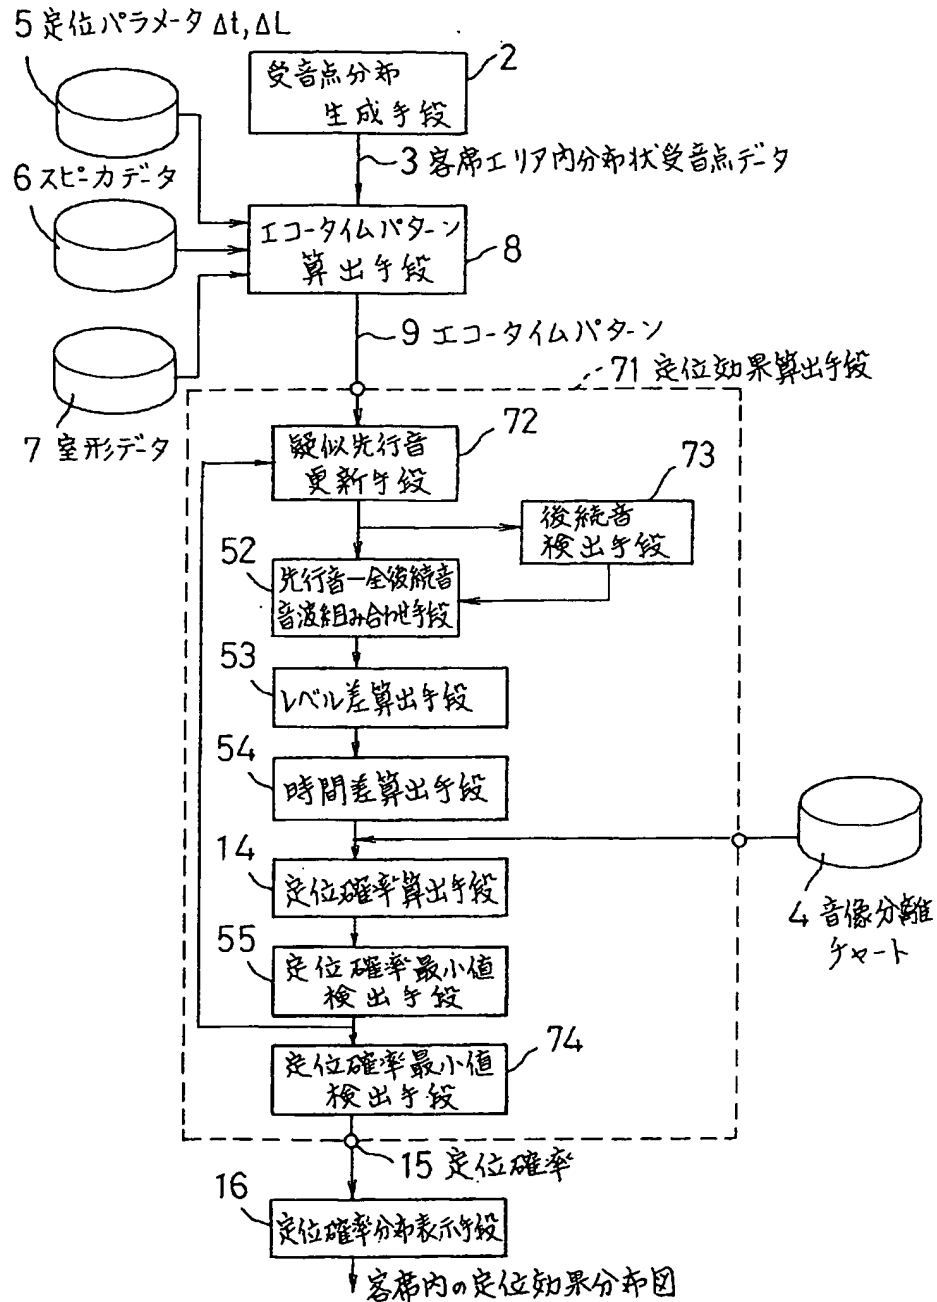 5 定位パラメータ Δt,ΔL
受音点分布
生成手段
2
3 客席エリア内分布状受音点データ
6 スピーカデータ
エコータイムパターン
算出手段
8
9 エコータイムパターン
7 室形データ
71 定位効果算出手段
疑似先行音
更新手段
72
後続音
検出手段
73
52
先行音ー全後続音
音波組み合わせ手段
53
レベル差算出手段
54
時間差算出手段
14
定位確率算出手段
4 音像分離
チャート
55
定位確率最小値
検出手段
定位確率最小値
検出手段
74
15 定位確率
16
定位確率分布表示手段
客席内の定位効果分布図